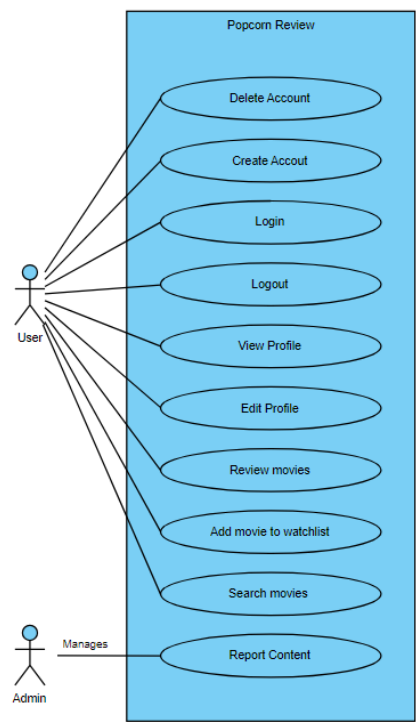 Popcorn Review
Delete Account
Create Accout
Login
Logout
User
View Profile
Edit Profile
Review movies
Add movie to watchlist
Search movies
Manages
Report Content
Admin